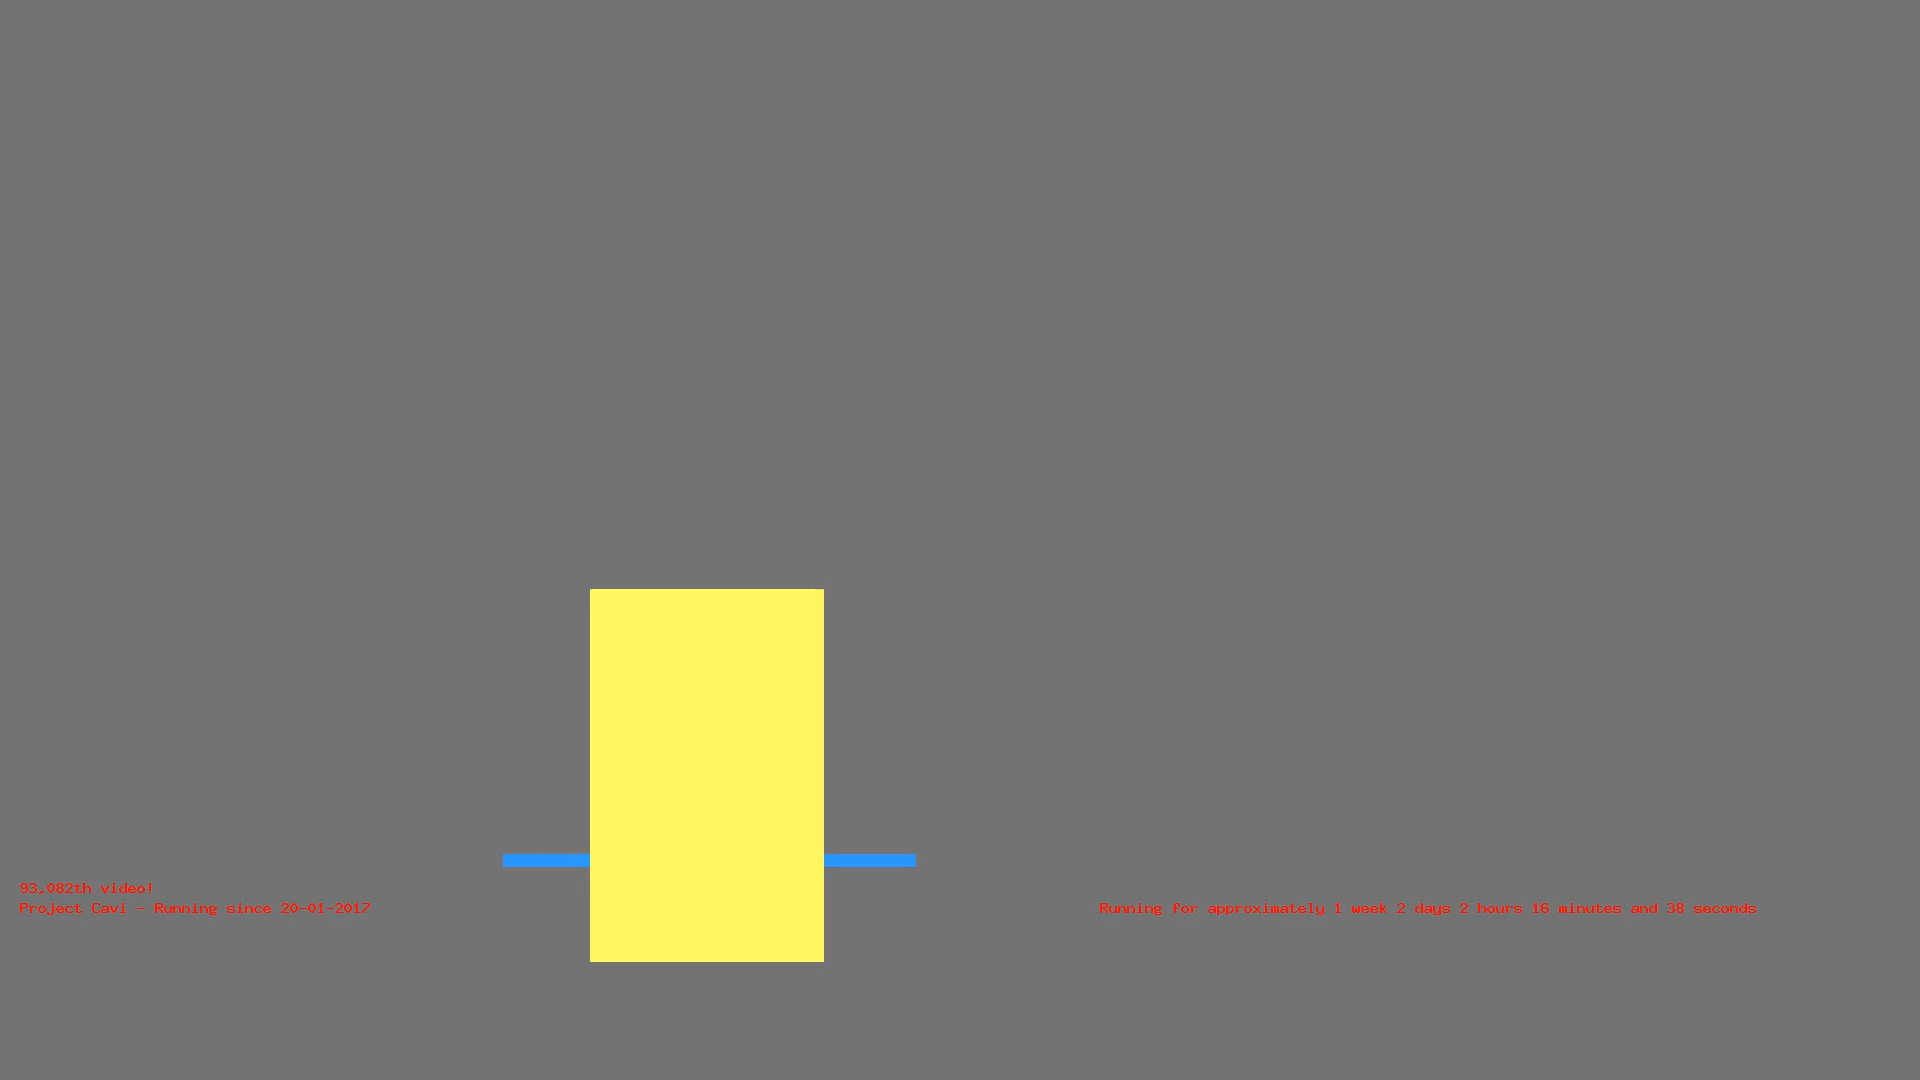 93,082th video!
Project Cavi - Running since 20-01-2017
Running for approximately 1 week 2 days 2 hours 16 minutes and 38 seconds